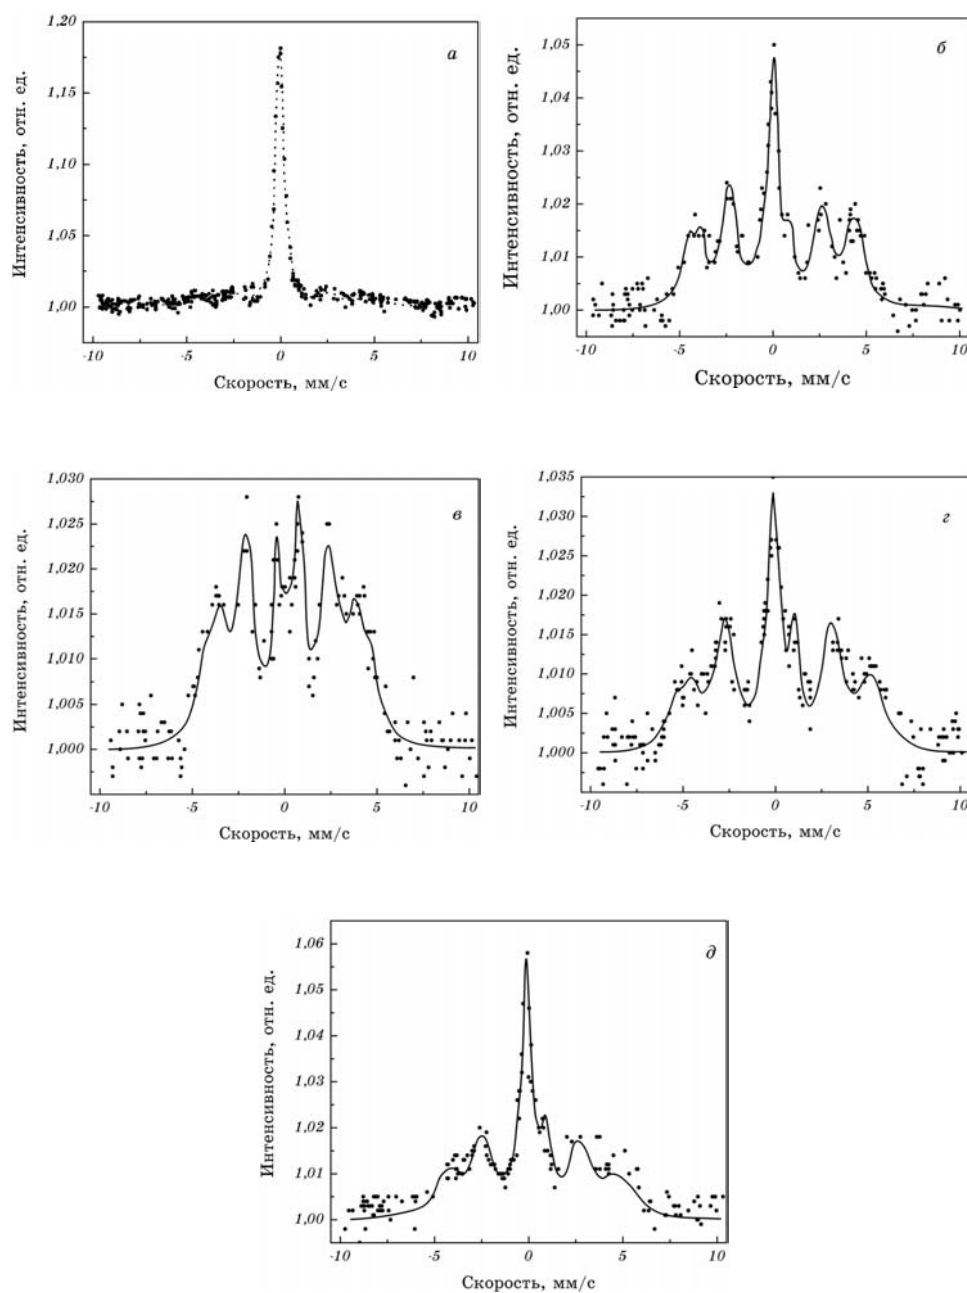 а
1,20
1,15
1,10
1,05
1,00
Интенсивность, отн. ед.
-10 -5 0 5 10
Скорость, мм/с
б
1,05
1,04
1,03
1,02
1,01
1,00
Интенсивность, отн. ед.
-10 -5 0 5 10
Скорость, мм/с
в
1,030
1,025
1,020
1,015
1,010
1,005
1,000
Интенсивность, отн. ед.
-10 -5 0 5 10
Скорость, мм/с
г
1,035
1,030
1,025
1,020
1,015
1,010
1,005
1,000
Интенсивность, отн. ед.
-10 -5 0 5 10
Скорость, мм/с
д
1,06
1,05
1,04
1,03
1,02
1,01
1,00
Интенсивность, отн. ед.
-10 -5 0 5 10
Скорость, мм/с